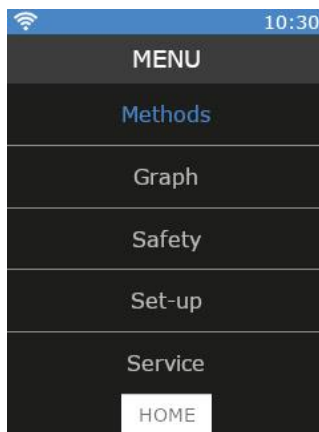 10:30
MENU
Methods
Graph
Safety
Set-up
Service
HOME